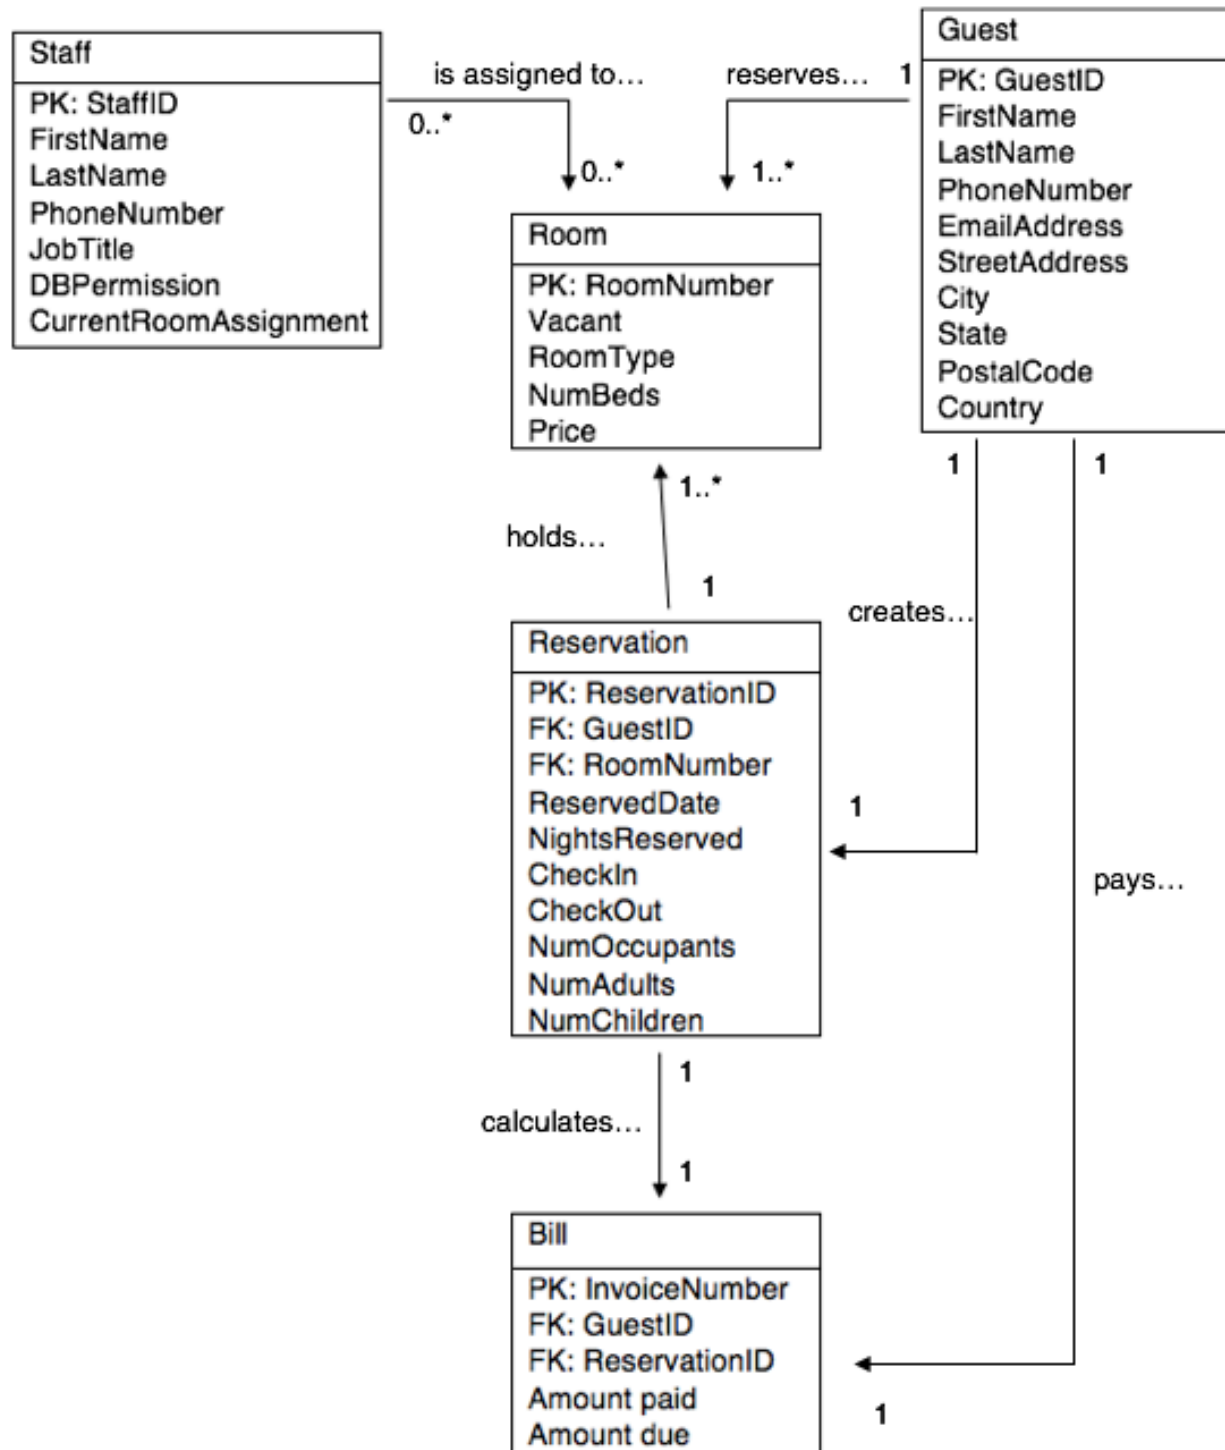 Staff
PK: StaffID
FirstName
LastName
PhoneNumber
JobTitle
DBPermission
CurrentRoomAssignment
is assigned to...
0..*
0..*
reserves...
1
1..*
Guest
PK: GuestID
FirstName
LastName
PhoneNumber
EmailAddress
StreetAddress
City
State
PostalCode
Country
Room
PK: RoomNumber
Vacant
RoomType
NumBeds
Price
1..*
holds...
1
1
creates...
1
1
pays...
1
Reservation
PK: ReservationID
FK: GuestID
FK: RoomNumber
ReservedDate
NightsReserved
CheckIn
CheckOut
NumOccupants
NumAdults
NumChildren
1
calculates...
1
Bill
PK: InvoiceNumber
FK: GuestID
FK: ReservationID
Amount paid
Amount due